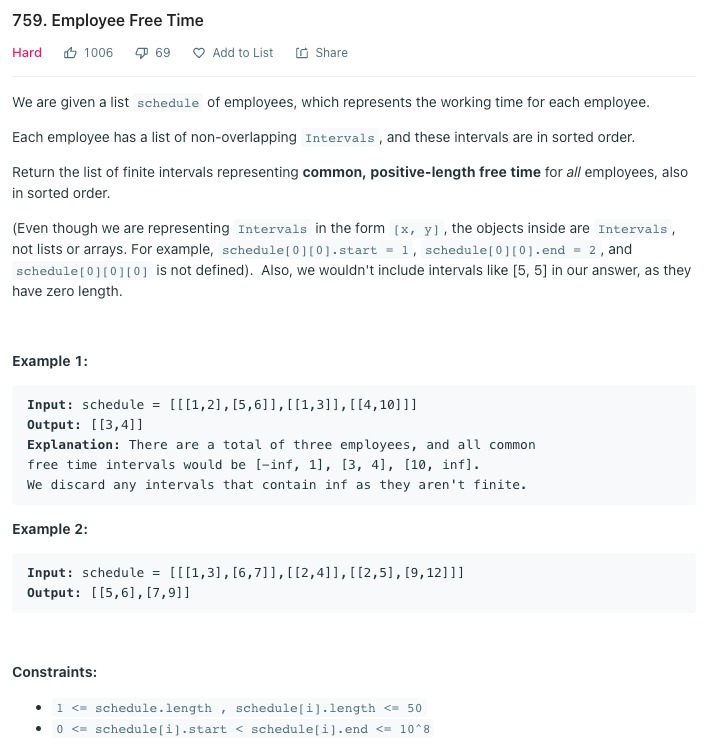 759. Employee Free Time
Hard 1006 69 Add to List Share
We are given a list schedule of employees, which represents the working time for each employee.
Each employee has a list of non-overlapping Intervals, and these intervals are in sorted order.
Return the list of finite intervals representing common, positive-length free time for all employees, also
in sorted order.
(Even though we are representing Intervals in the form [x, y], the objects inside are Intervals,
not lists or arrays. For example, schedule[0][0].start = 1, schedule[0][0].end = 2, and
schedule[0][0][0] is not defined).  Also, we wouldn't include intervals like [5, 5] in our answer, as they
have zero length.
Example 1:
Input: schedule = [[[1,2],[5,6]],[[1,3]],[[4,10]]]
Output: [[3,4]]
Explanation: There are a total of three employees, and all common
free time intervals would be [-inf, 1], [3, 4], [10, inf].
We discard any intervals that contain inf as they aren't finite.
Example 2:
Input: schedule = [[[1,3],[6,7]],[[2,4]],[[2,5],[9,12]]]
Output: [[5,6],[7,9]]
Constraints:
• 1 <= schedule.length , schedule[i].length <= 50
• 0 <= schedule[i].start < schedule[i].end <= 10^8